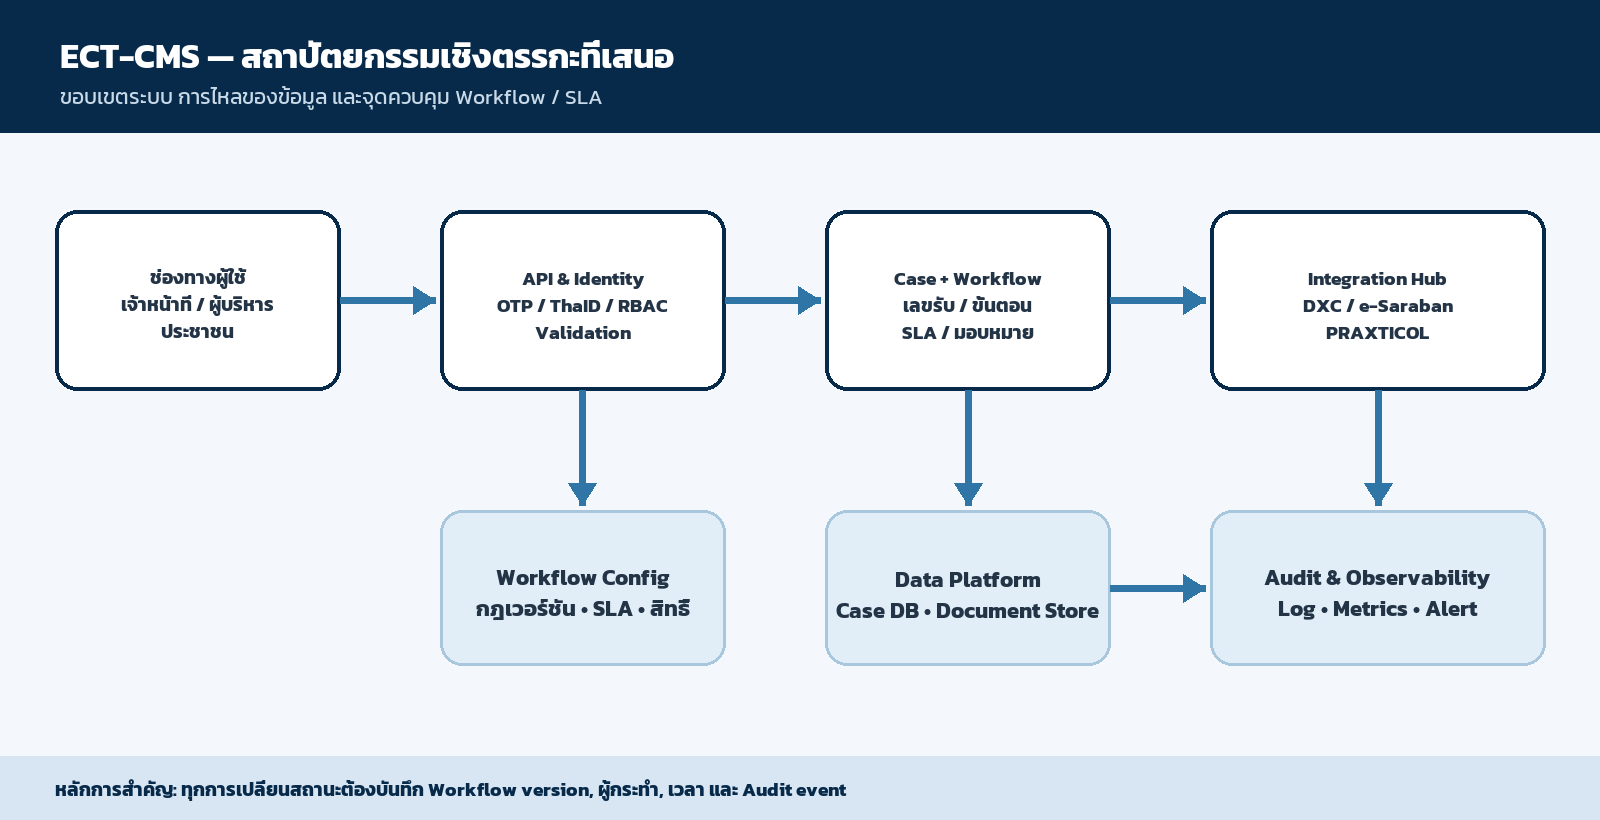 ECT-CMS — สถาปัตยกรรมเชิงตรรกะที่เสนอ
ขอบเขตระบบ การไหลของข้อมูล และจุดควบคุม Workflow / SLA
ช่องทางผู้ใช้
เจ้าหน้าที่ / ผู้บริหาร
ประชาชน
API & Identity
OTP / ThaID / RBAC
Validation
Case + Workflow
เลขรับ / ขั้นตอน
SLA / มอบหมาย
Integration Hub
DXC / e-Saraban
PRAXTICOL
Workflow Config
กฎเวอร์ชัน • SLA • สิทธิ์
Data Platform
Case DB • Document Store
Audit & Observability
Log • Metrics • Alert
หลักการสำคัญ: ทุกการเปลี่ยนสถานะต้องบันทึก Workflow version, ผู้กระทำ, เวลา และ Audit event